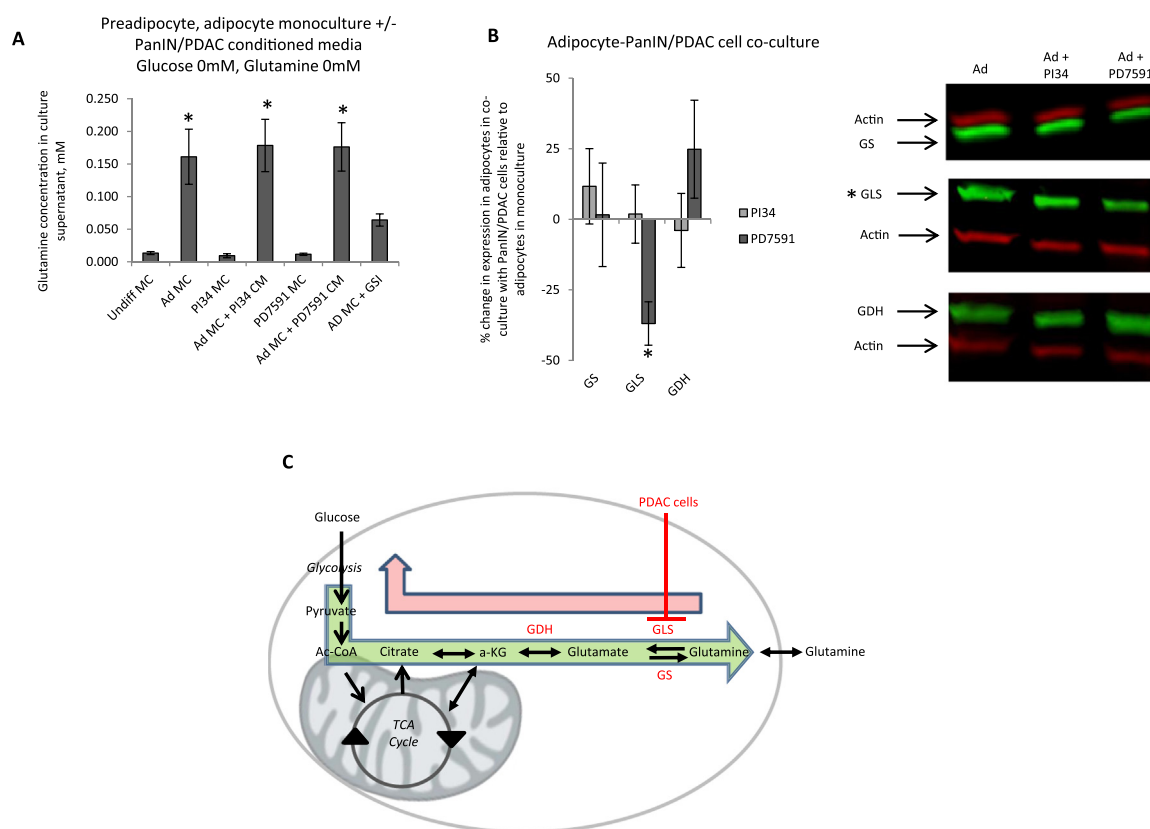 A
Preadipocyte, adipocyte monoculture +/-
PanIN/PDAC conditioned media
Glucose 0mM, Glutamine 0mM
Glutamine concentration in culture
supernatant, mM
0.250
0.200
0.150
0.100
0.050
0.000
*
*
*
Undiff MC
Ad MC
PI34 MC
Ad MC + PI34 CM
PD7591 MC
Ad MC + PD7591 CM
AD MC + GSI
B
Adipocyte-PanIN/PDAC cell co-culture
% change in expression in adipocytes in co-
culture with PanIN/PDAC cells relative to
adipocytes in monoculture
50
25
0
-25
-50
*
GS
GLS
GDH
PI34
PD7591
Ad
Ad +
PI34
Ad +
PD7591
Actin
GS
* GLS
Actin
GDH
Actin
C
PDAC cells
Glucose
Glycolysis
Pyruvate
GDH
GLS
Ac-CoA Citrate a-KG Glutamate Glutamine Glutamine
GS
TCA
Cycle